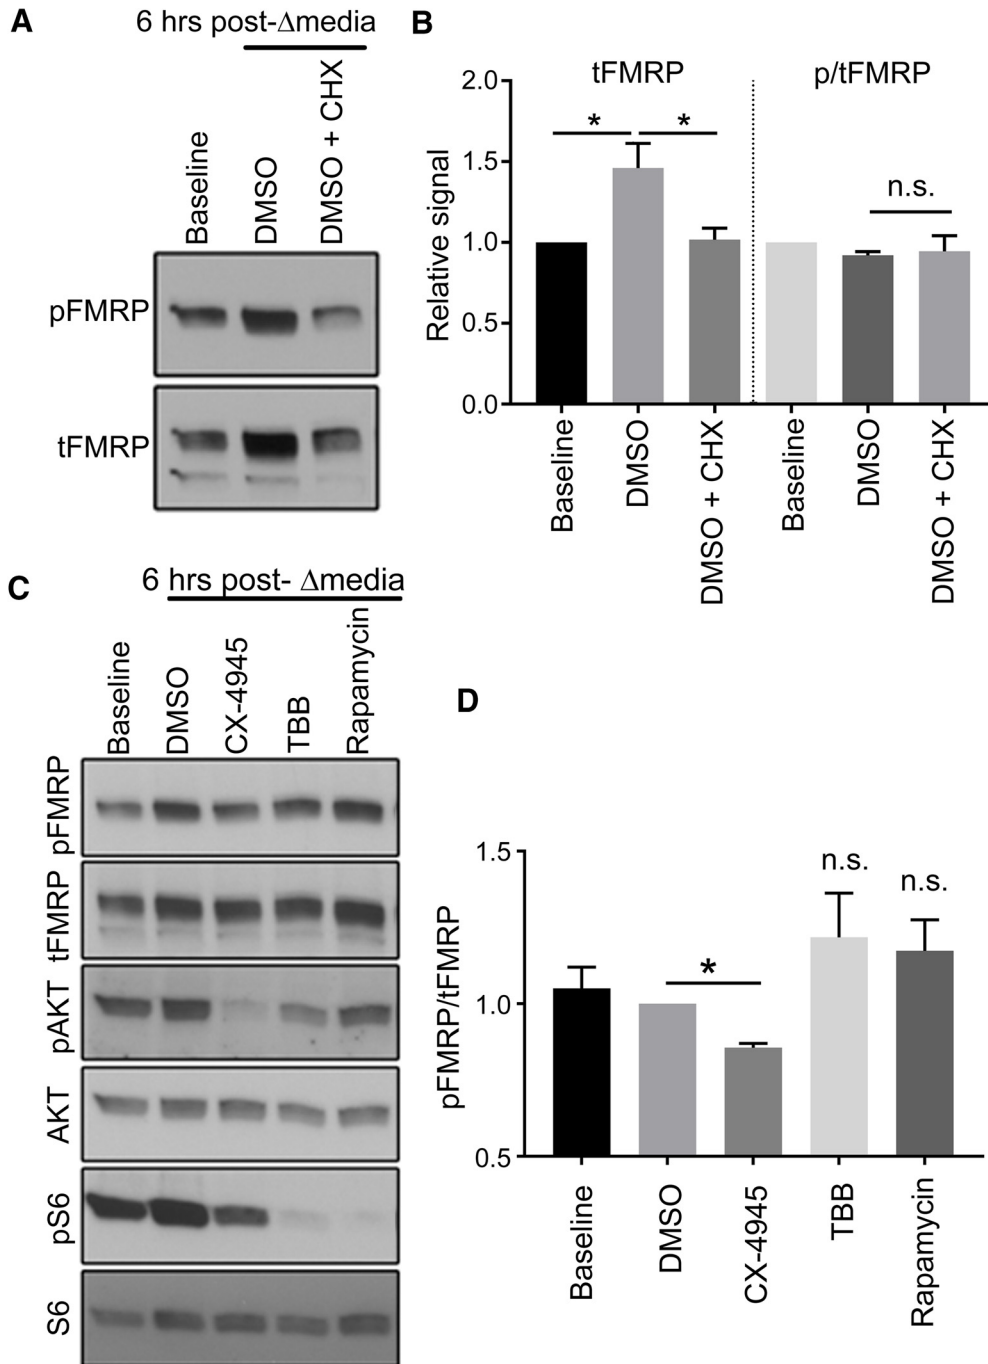 A
6 hrs post-Δmedia
Baseline
DMSO
DMSO + CHX
pFMRP
tFMRP
B
tFMRP
p/tFMRP
Relative signal
2.0
1.5
1.0
0.5
0.0
*
*
n.s.
Baseline
DMSO
DMSO + CHX
Baseline
DMSO
DMSO + CHX
C
6 hrs post- Δmedia
Baseline
DMSO
CX-4945
TBB
Rapamycin
pFMRP
tFMRP
pAKT
AKT
pS6
S6
D
pFMRP/tFMRP
1.5
1.0
0.5
*
n.s.
n.s.
Baseline
DMSO
CX-4945
TBB
Rapamycin